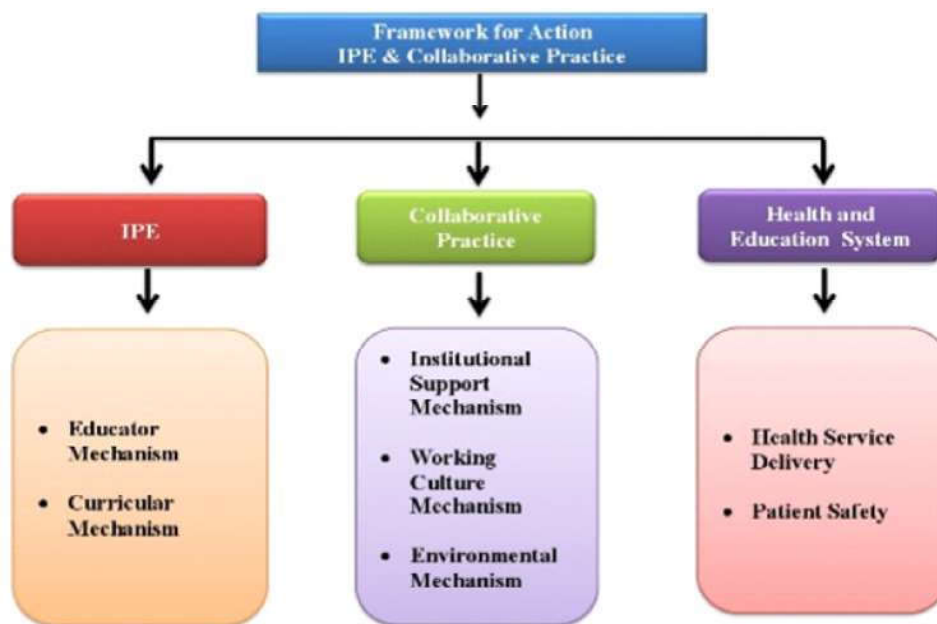 Framework for Action
IPE & Collaborative Practice
IPE
Collaborative
Practice
Health and
Education System
• Educator
Mechanism
• Curricular
Mechanism
• Institutional
Support
Mechanism
• Working
Culture
Mechanism
• Environmental
Mechanism
• Health Service
Delivery
• Patient Safety